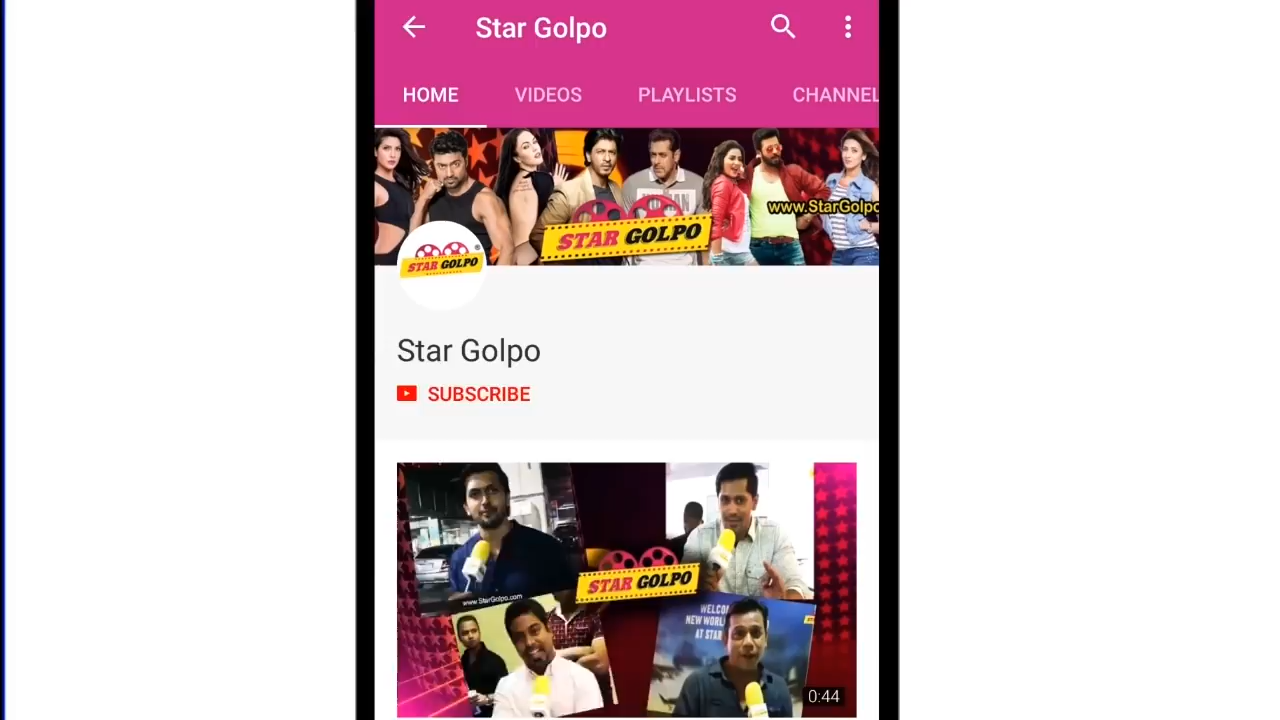 Star Golpo
HOME VIDEOS PLAYLISTS CHANNEL
www.StarGolpo
STAR GOLPO
STAR GOLPO
Star Golpo
SUBSCRIBE
STAR GOLPO
www.StarGolpo.com
WELCO
NEW WORL
AT STAR
0:44